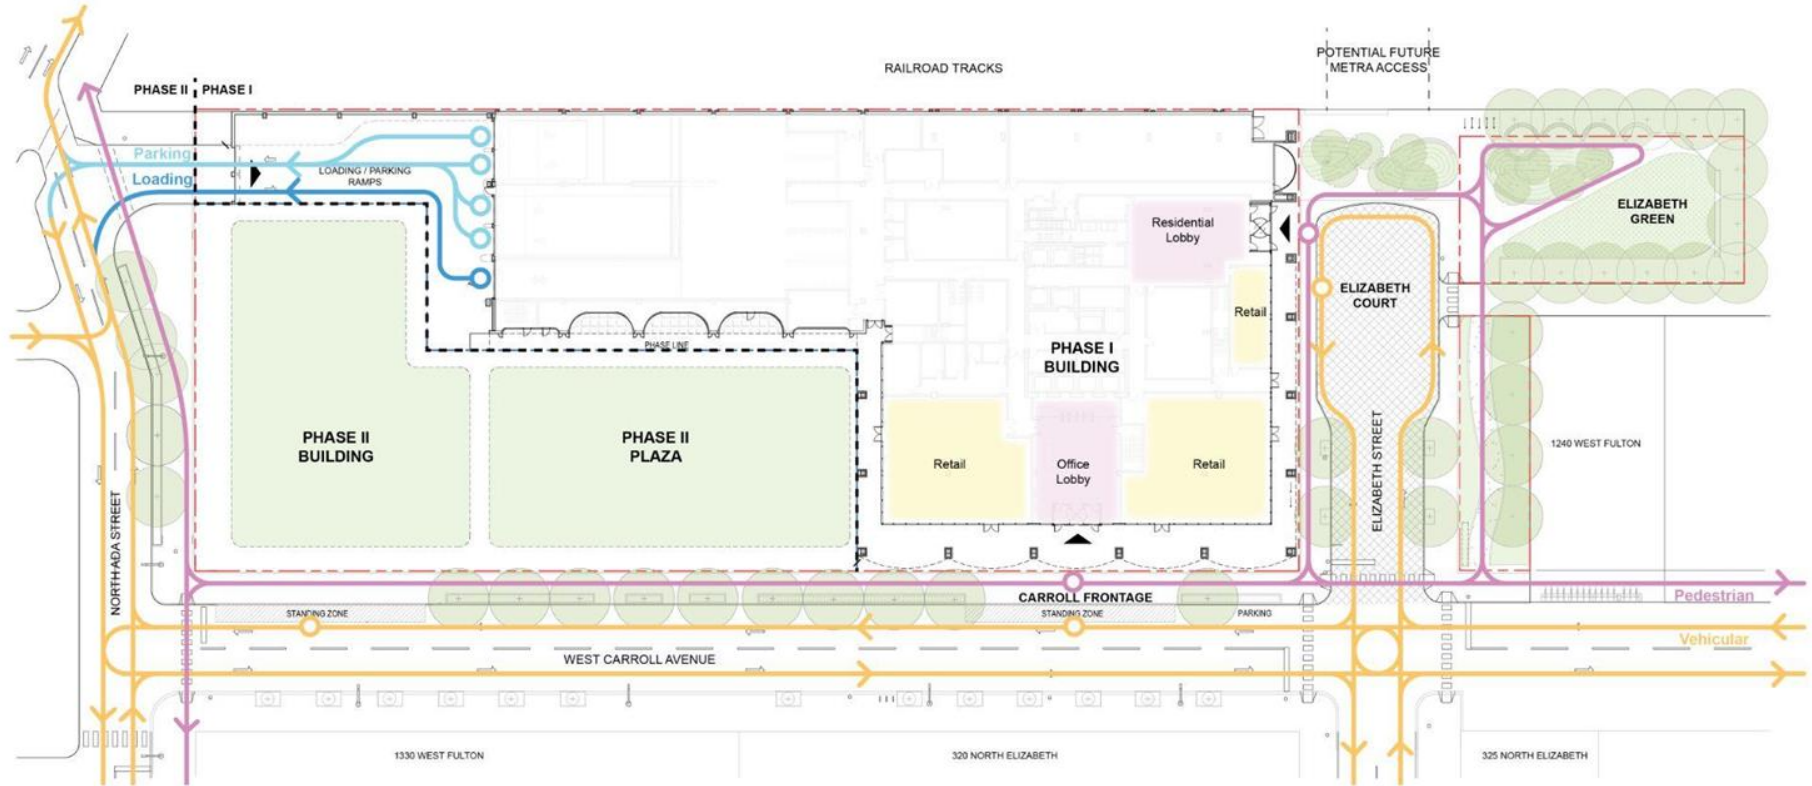 RAILROAD TRACKS
POTENTIAL FUTURE
METRA ACCESS
PHASE II
PHASE I
Parking
Loading
LOADING / PARKING
RAMPS
Residential
Lobby
ELIZABETH
GREEN
ELIZABETH
COURT
Retail
PHASE LINE
PHASE I
BUILDING
PHASE II
BUILDING
PHASE II
PLAZA
Retail
Office
Lobby
Retail
ELIZABETH STREET
1240 WEST FULTON
NORTH ADA STREET
CARROLL FRONTAGE
Pedestrian
STANDING ZONE
STANDING ZONE
PARKING
Vehicular
WEST CARROLL AVENUE
1330 WEST FULTON
320 NORTH ELIZABETH
325 NORTH ELIZABETH